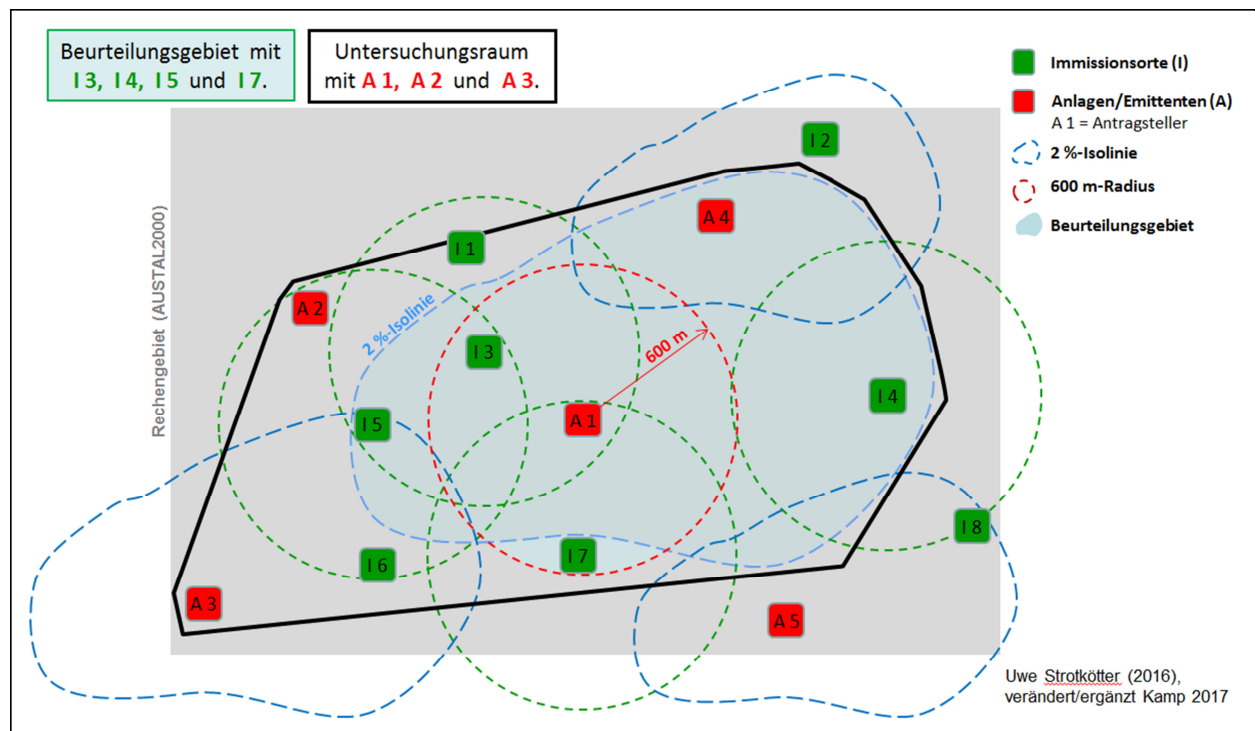 Beurteilungsgebiet mit
I 3, I 4, I 5 und I 7.
Untersuchungsraum
mit A 1, A 2 und A 3.
Immissionsorte (I)
Anlagen/Emittenten (A)
A 1 = Antragsteller
2 %-Isolinie
600 m-Radius
Beurteilungsgebiet
Rechengebiet (AUSTAL2000)
I 2
A 4
I 1
A 2
2 %-Isolinie
I 3
600 m
I 4
I 5
A 1
I 8
I 7
I 6
A 3
A 5
Uwe Strotkötter (2016),
verändert/ergänzt Kamp 2017